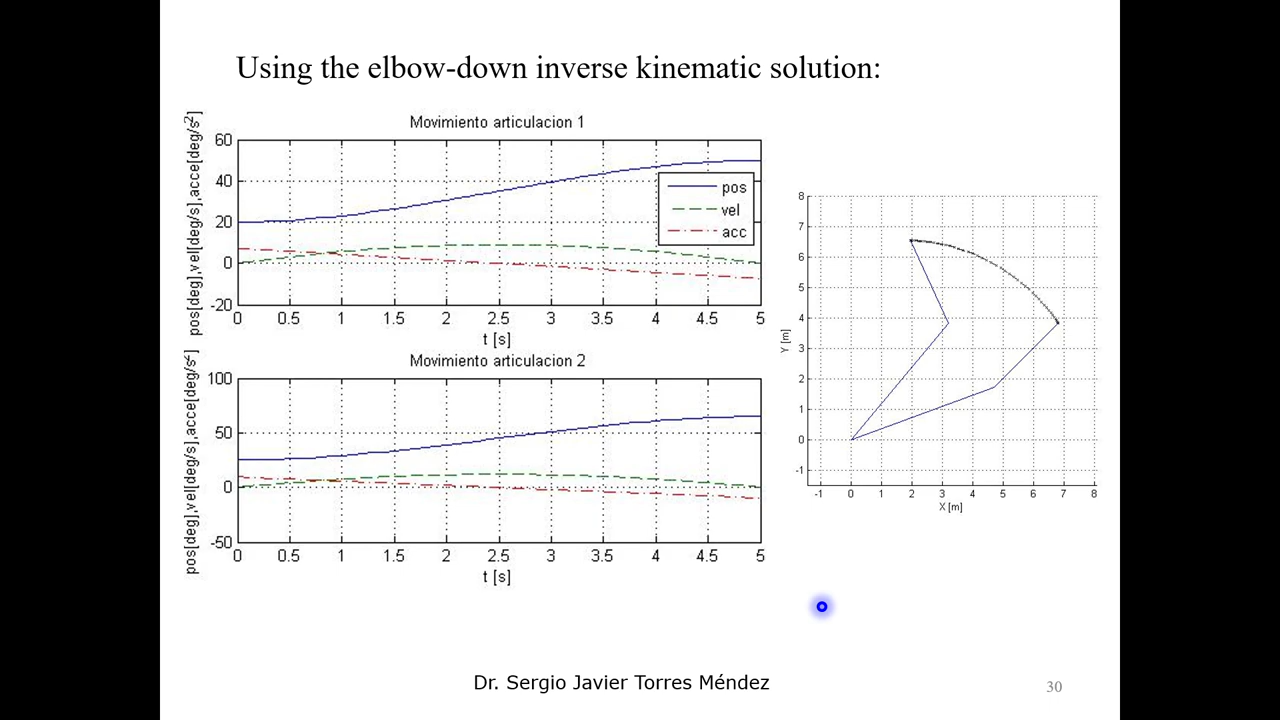 Using the elbow-down inverse kinematic solution:
Movimiento articulacion 1
pos[deg],vel[deg/s],acce[deg/s²]
60
40
20
0
-20
pos
vel
acc
0 0.5 1 1.5 2 2.5 3 3.5 4 4.5 5
t [s]
Movimiento articulacion 2
pos[deg],vel[deg/s],acce[deg/s²]
100
50
0
-50
0 0.5 1 1.5 2 2.5 3 3.5 4 4.5 5
t [s]
8
7
6
5
4
3
2
1
0
-1
Y [m]
-1 0 1 2 3 4 5 6 7 8
X [m]
Dr. Sergio Javier Torres Méndez
30